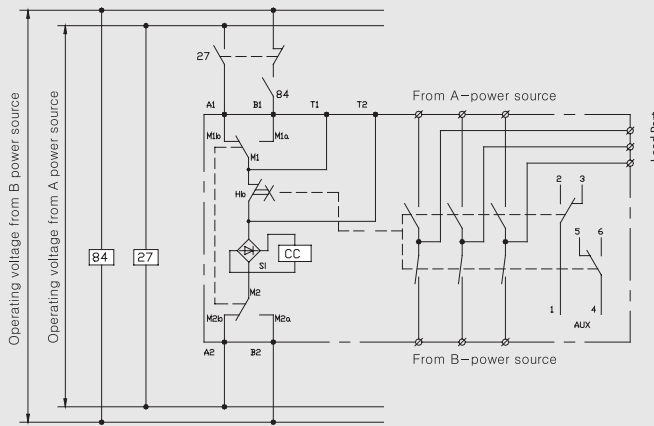 Operating voltage from B power source
Operating voltage from A power source
84
27
27
84
A1
B1
T1
T2
M1b
M1a
M1
Hb
CC
SI
M2
M2b
M2a
A2
B2
From A-power source
From B-power source
2
3
5
6
1
4
AUX